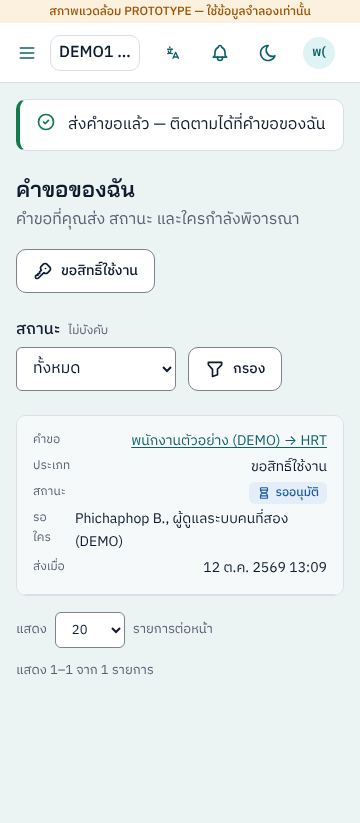 สภาพแวดล้อม PROTOTYPE — ใช้ข้อมูลจำลองเท่านั้น
DEMO1 ...
พ(
ส่งคำขอแล้ว — ติดตามได้ที่คำขอของฉัน
คำขอของฉัน
คำขอที่คุณส่ง สถานะ และใครกำลังพิจารณา
ขอสิทธิ์ใช้งาน
สถานะ ไม่บังคับ
ทั้งหมด
กรอง
คำขอ พนักงานตัวอย่าง (DEMO) → HRT
ประเภท ขอสิทธิ์ใช้งาน
สถานะ รออนุมัติ
รอใคร Phichaphop B., ผู้ดูแลระบบคนที่สอง
(DEMO)
ส่งเมื่อ 12 ต.ค. 2569 13:09
แสดง 20 รายการต่อหน้า
แสดง 1–1 จาก 1 รายการ